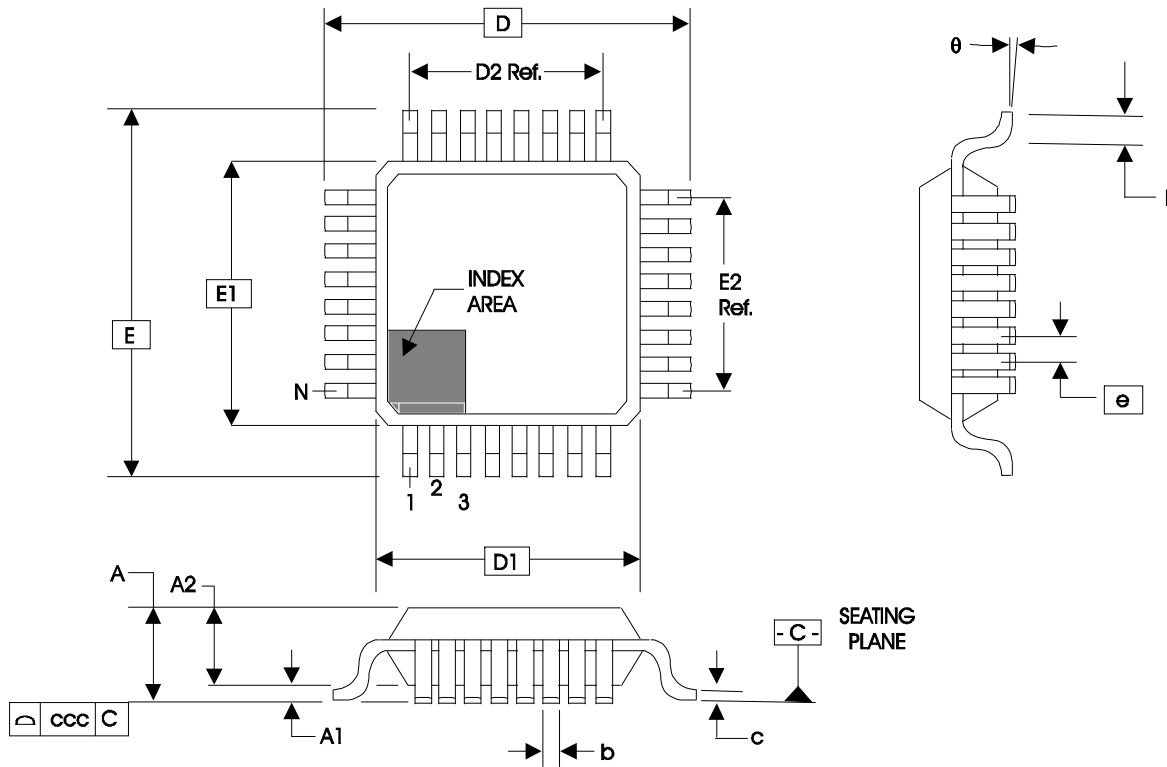 D
D2 Ref.
θ
E
E1
INDEX
AREA
E2
Ref.
N
e
1
2
3
D1
A
A2
- C -
SEATING
PLANE
ccc C
A1
b
c